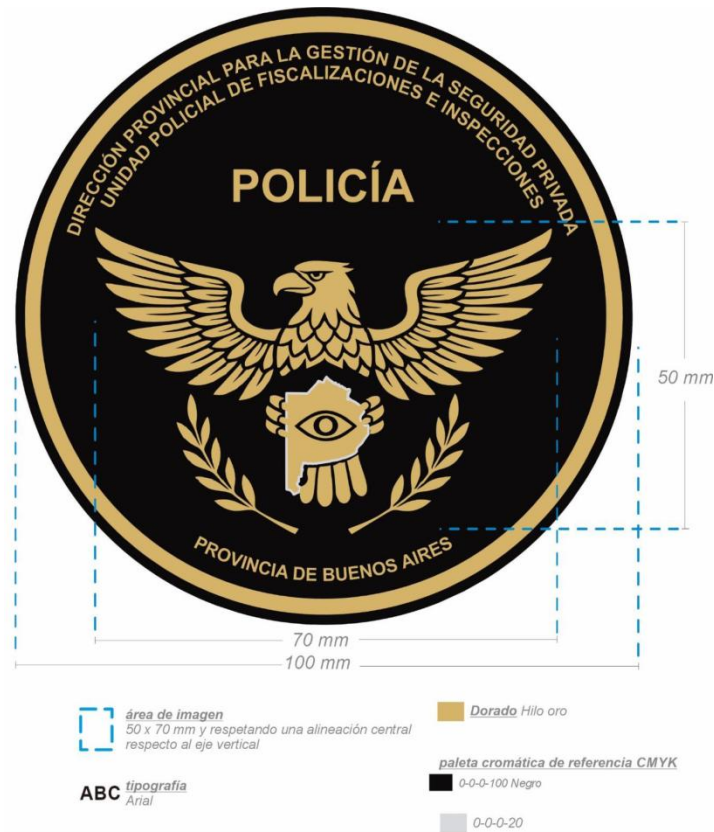 DIRECCIÓN PROVINCIAL PARA LA GESTIÓN DE LA SEGURIDAD PRIVADA
UNIDAD POLICIAL DE FISCALIZACIONES E INSPECCIONES
POLICÍA
PROVINCIA DE BUENOS AIRES
50 mm
70 mm
100 mm
área de imagen
50 x 70 mm y respetando una alineación central
respecto al eje vertical
Dorado Hilo oro
ABC tipografía
Arial
paleta cromática de referencia CMYK
0-0-0-100 Negro
0-0-0-20